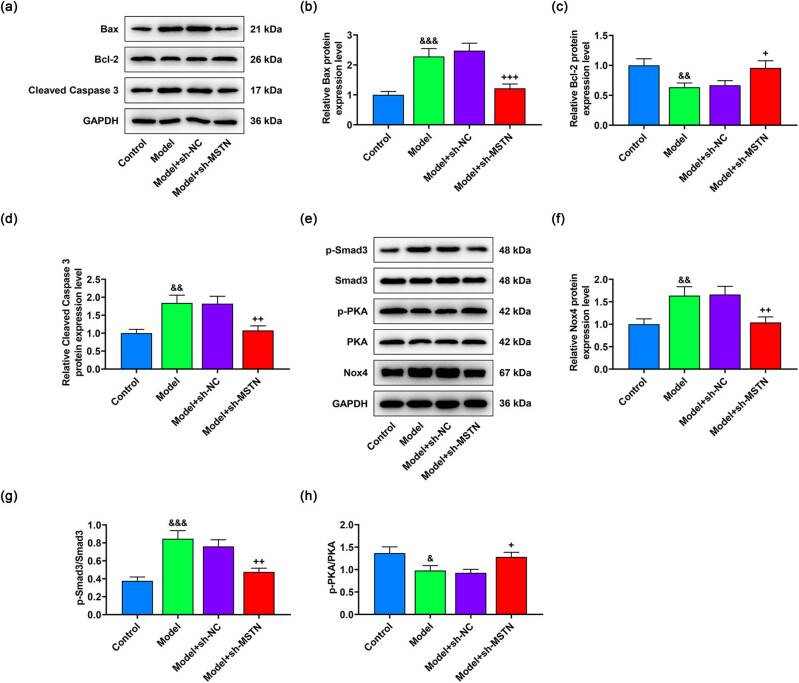 (a)
Bax
21 kDa
Bcl-2
26 kDa
Cleaved Caspase 3
17 kDa
GAPDH
36 kDa
Control
Model
Model+sh-NC
Model+sh-MSTN
(b)
Relative Bax protein
expression level
3
2
1
0
&&&
+++
Control
Model
Model+sh-NC
Model+sh-MSTN
(c)
Relative Bcl-2 protein
expression level
1.5
1.0
0.5
0.0
&&
+
Control
Model
Model+sh-NC
Model+sh-MSTN
(d)
Relative Cleaved Caspase 3
protein expression level
2.5
2.0
1.5
1.0
0.5
0.0
&&
++
Control
Model
Model+sh-NC
Model+sh-MSTN
(e)
p-Smad3
48 kDa
Smad3
48 kDa
p-PKA
42 kDa
PKA
42 kDa
Nox4
67 kDa
GAPDH
36 kDa
Control
Model
Model+sh-NC
Model+sh-MSTN
(f)
Relative Nox4 protein
expression level
2.0
1.5
1.0
0.5
0.0
&&
++
Control
Model
Model+sh-NC
Model+sh-MSTN
(g)
p-Smad3/Smad3
1.0
0.8
0.6
0.4
0.2
0.0
&&&
++
Control
Model
Model+sh-NC
Model+sh-MSTN
(h)
p-PKA/PKA
2.0
1.5
1.0
0.5
0.0
&
+
Control
Model
Model+sh-NC
Model+sh-MSTN